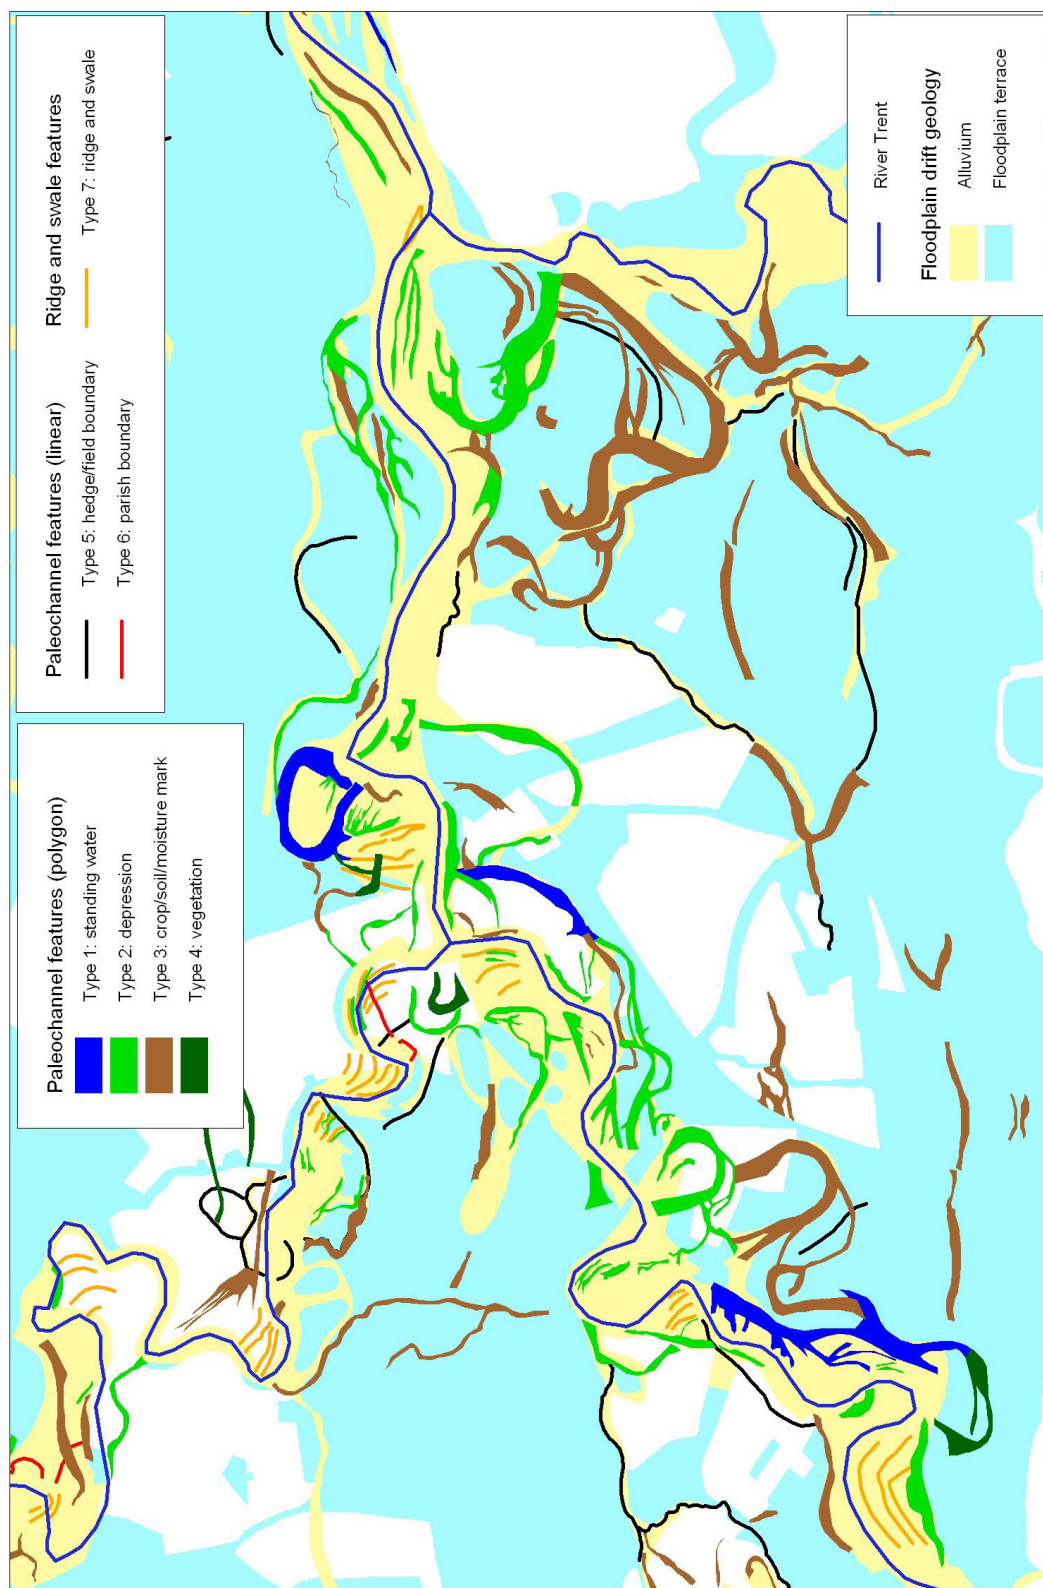 Paleochannel features (polygon)
Type 1: standing water
Type 2: depression
Type 3: crop/soil/moisture mark
Type 4: vegetation
Paleochannel features (linear)
Type 5: hedge/field boundary
Type 6: parish boundary
Ridge and swale features
Type 7: ridge and swale
River Trent
Floodplain drift geology
Alluvium
Floodplain terrace